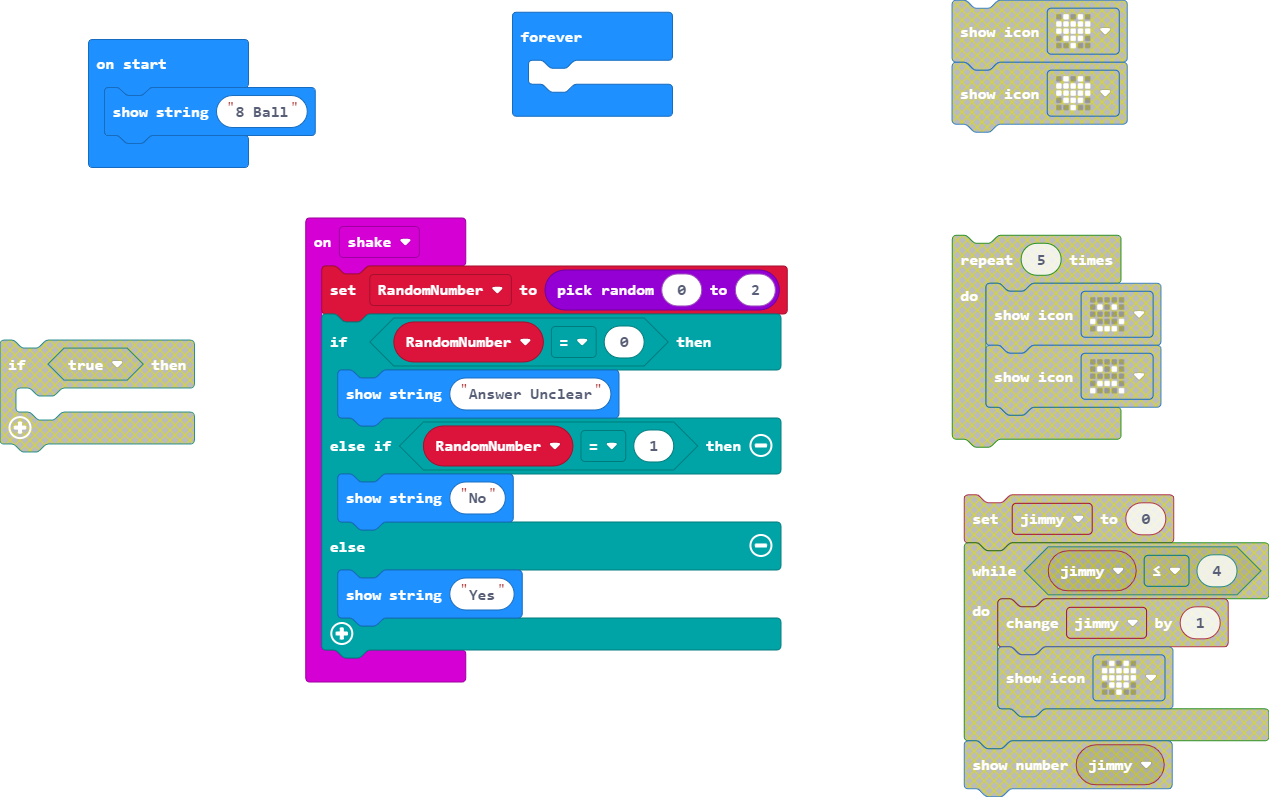 on start
show string "8 Ball"
forever
show icon
show icon
on shake
set RandomNumber to pick random 0 to 2
if RandomNumber = 0 then
show string "Answer Unclear"
else if RandomNumber = 1 then
show string "No"
else
show string "Yes"
if true then
repeat 5 times
do
show icon
show icon
set jimmy to 0
while jimmy ≤ 4
do
change jimmy by 1
show icon
show number jimmy